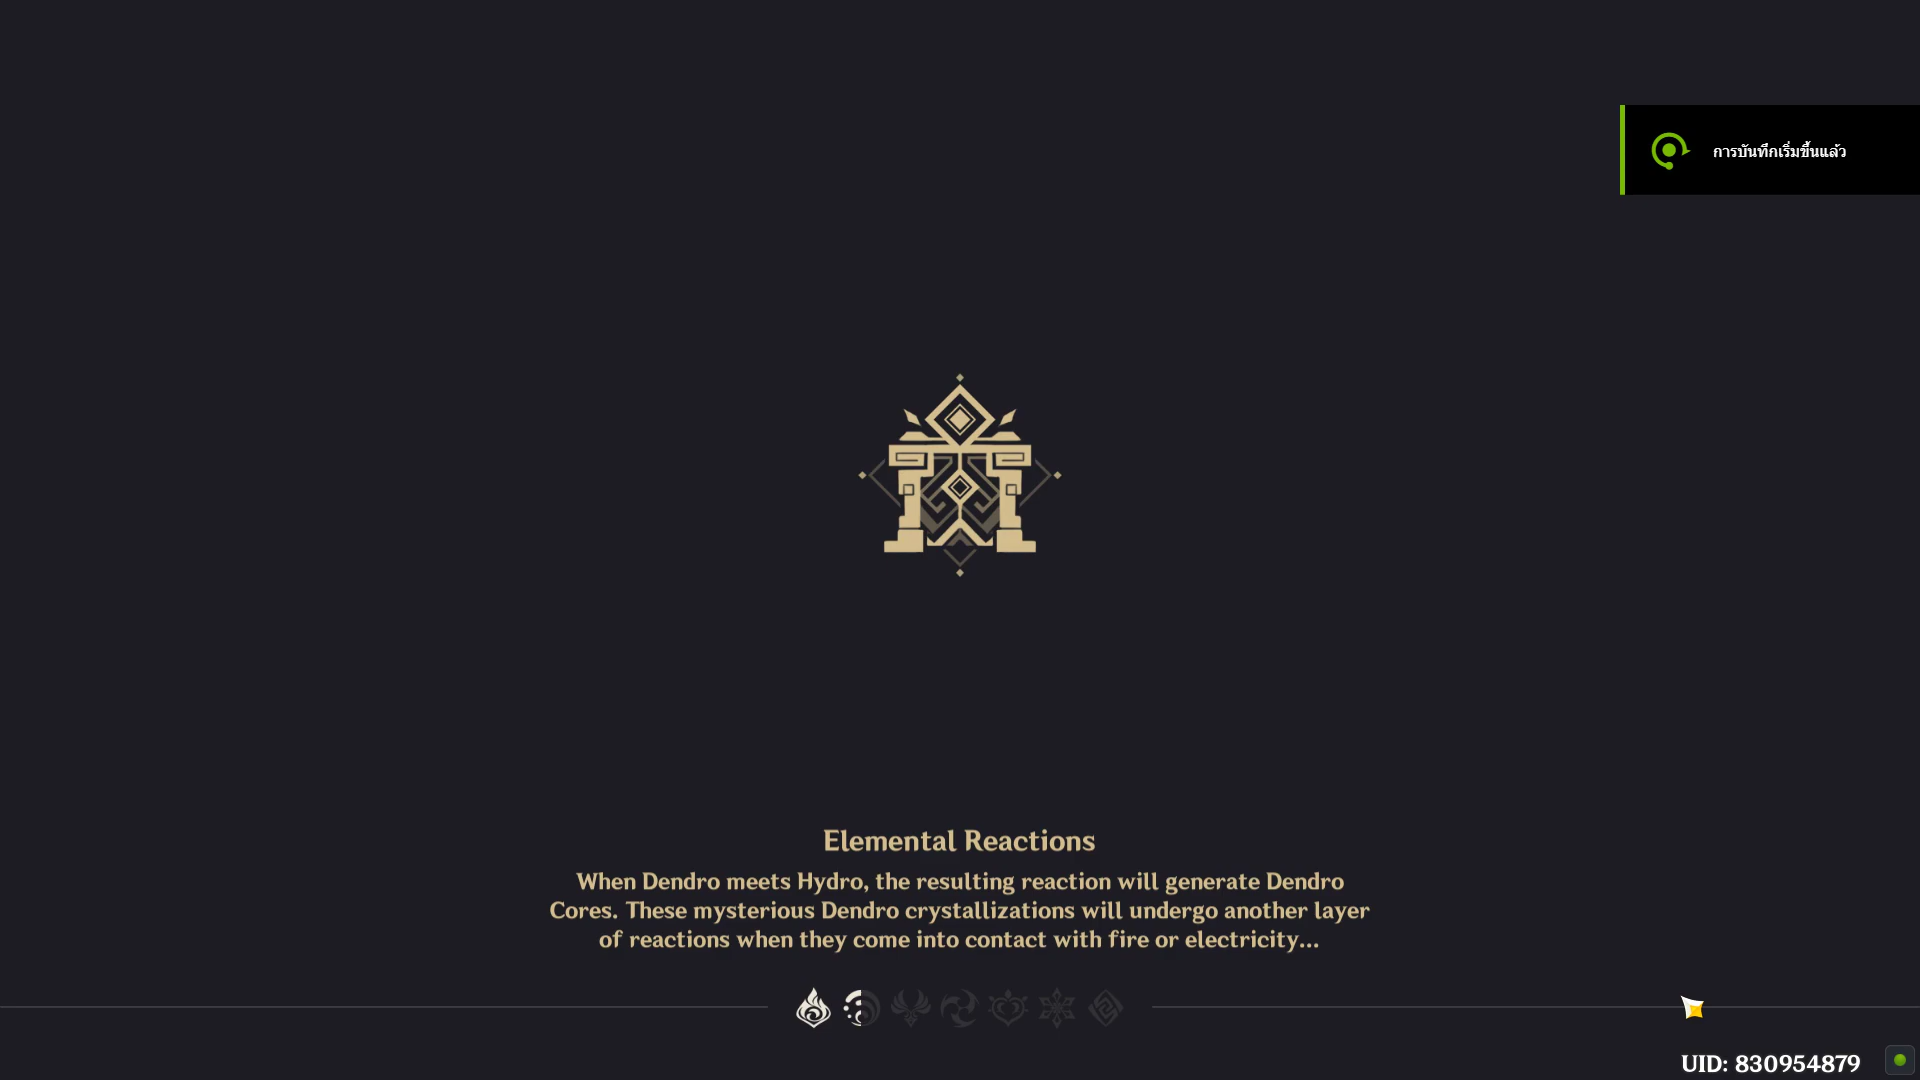 การบันทึกเริ่มขึ้นแล้ว
Elemental Reactions
When Dendro meets Hydro, the resulting reaction will generate Dendro
Cores. These mysterious Dendro crystallizations will undergo another layer
of reactions when they come into contact with fire or electricity...
UID: 830954879